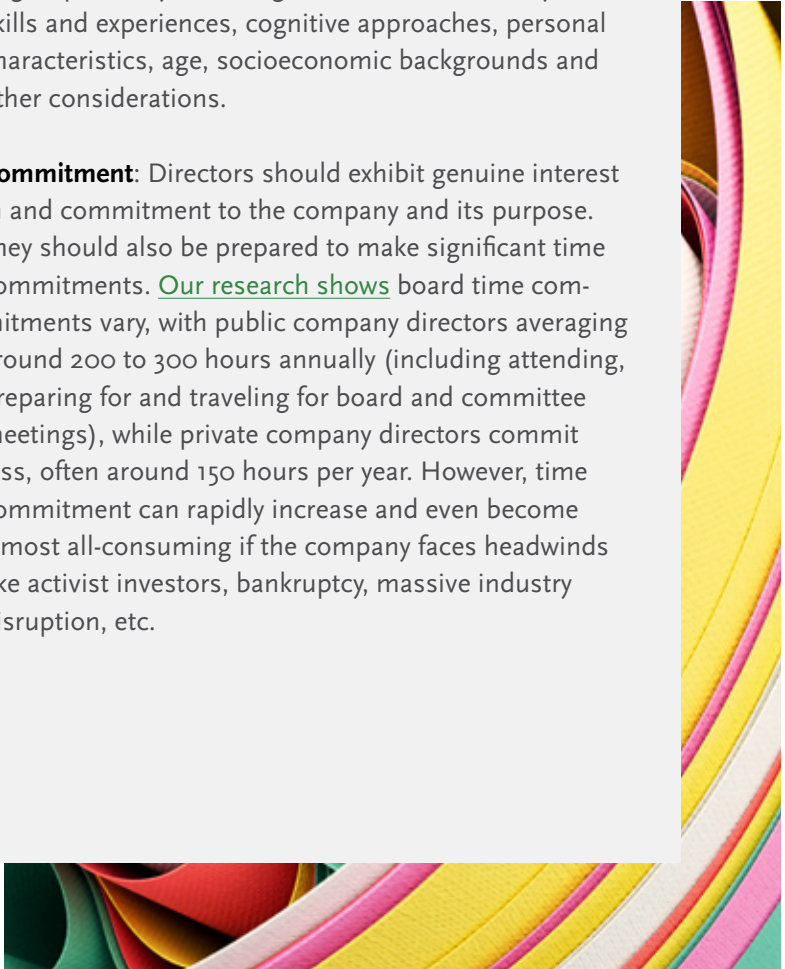 kills and experiences, cognitive approaches, personal
haracteristics, age, socioeconomic backgrounds and
ther considerations.
ommitment: Directors should exhibit genuine interest
and commitment to the company and its purpose.
hey should also be prepared to make significant time
ommitments. Our research shows board time com-
mitments vary, with public company directors averaging
round 200 to 300 hours annually (including attending,
reparing for and traveling for board and committee
meetings), while private company directors commit
ss, often around 150 hours per year. However, time
ommitment can rapidly increase and even become
most all-consuming if the company faces headwinds
ke activist investors, bankruptcy, massive industry
isruption, etc.